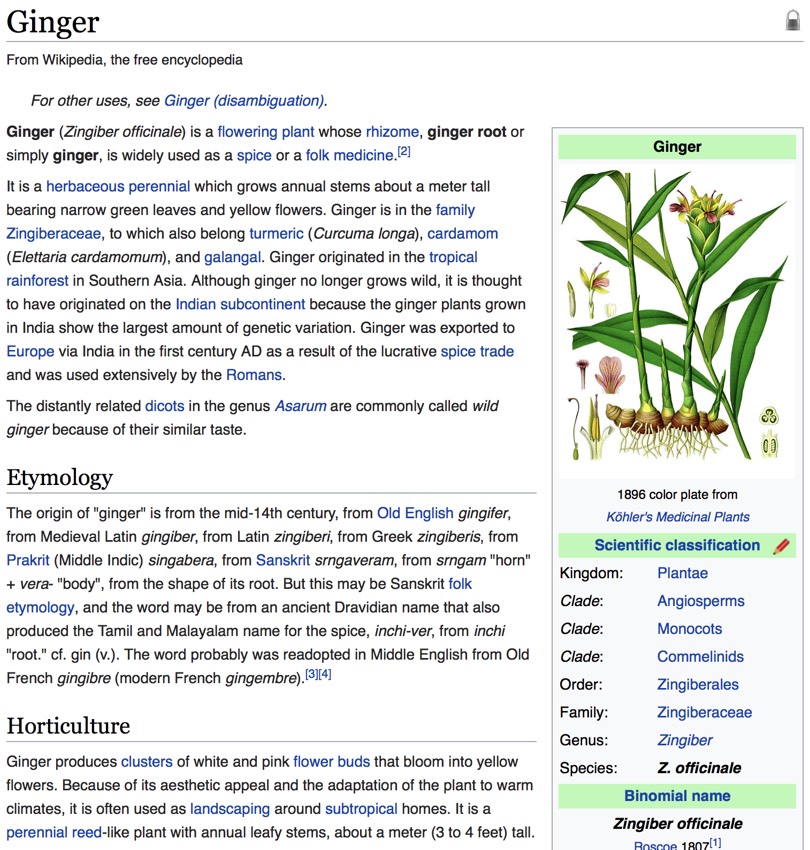 Ginger
From Wikipedia, the free encyclopedia
For other uses, see Ginger (disambiguation).
Ginger (Zingiber officinale) is a flowering plant whose rhizome, ginger root or
simply ginger, is widely used as a spice or a folk medicine.[2]
It is a herbaceous perennial which grows annual stems about a meter tall
bearing narrow green leaves and yellow flowers. Ginger is in the family
Zingiberaceae, to which also belong turmeric (Curcuma longa), cardamom
(Elettaria cardamomum), and galangal. Ginger originated in the tropical
rainforest in Southern Asia. Although ginger no longer grows wild, it is thought
to have originated on the Indian subcontinent because the ginger plants grown
in India show the largest amount of genetic variation. Ginger was exported to
Europe via India in the first century AD as a result of the lucrative spice trade
and was used extensively by the Romans.
The distantly related dicots in the genus Asarum are commonly called wild
ginger because of their similar taste.
Etymology
The origin of "ginger" is from the mid-14th century, from Old English gingifer,
from Medieval Latin gingiber, from Latin zingiberi, from Greek zingiberis, from
Prakrit (Middle Indic) singabera, from Sanskrit srngaveram, from srngam "horn"
+ vera- "body", from the shape of its root. But this may be Sanskrit folk
etymology, and the word may be from an ancient Dravidian name that also
produced the Tamil and Malayalam name for the spice, inchi-ver, from inchi
"root." cf. gin (v.). The word probably was readopted in Middle English from Old
French gingibre (modern French gingembre).[3][4]
Horticulture
Ginger produces clusters of white and pink flower buds that bloom into yellow
flowers. Because of its aesthetic appeal and the adaptation of the plant to warm
climates, it is often used as landscaping around subtropical homes. It is a
perennial reed-like plant with annual leafy stems, about a meter (3 to 4 feet) tall.
Ginger
1896 color plate from
Köhler's Medicinal Plants
Scientific classification
Kingdom: Plantae
Clade: Angiosperms
Clade: Monocots
Clade: Commelinids
Order: Zingiberales
Family: Zingiberaceae
Genus: Zingiber
Species: Z. officinale
Binomial name
Zingiber officinale
Roscoe 1807[1]